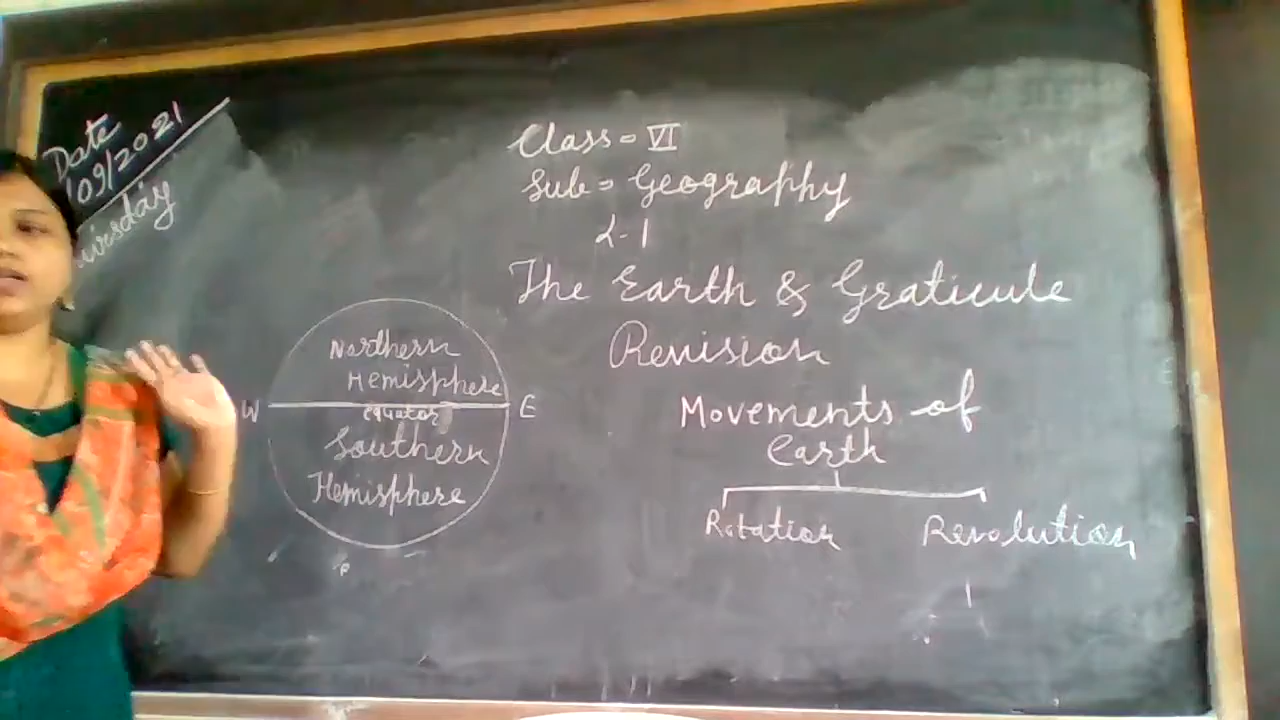 Date
/09/2021
ursday
Class = VI
Sub = Geography
L-1
The Earth & Graticule
Revision
Northern
Hemisphere
W equator E
Southern
Hemisphere
Movements of
Earth
Rotation Revolution